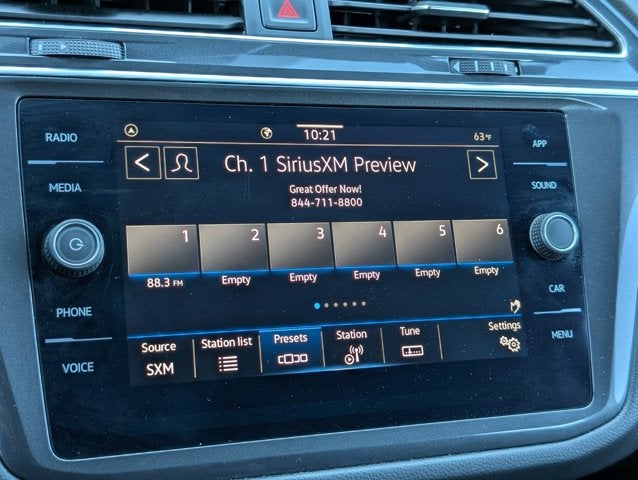 RADIO
MEDIA
PHONE
VOICE
10:21
63°F
Ch. 1 SiriusXM Preview
Great Offer Now!
844-711-8800
1 2 3 4 5 6
88.3 FM Empty Empty Empty Empty Empty
Source Station list Presets Station Tune Settings
SXM
APP
SOUND
CAR
MENU